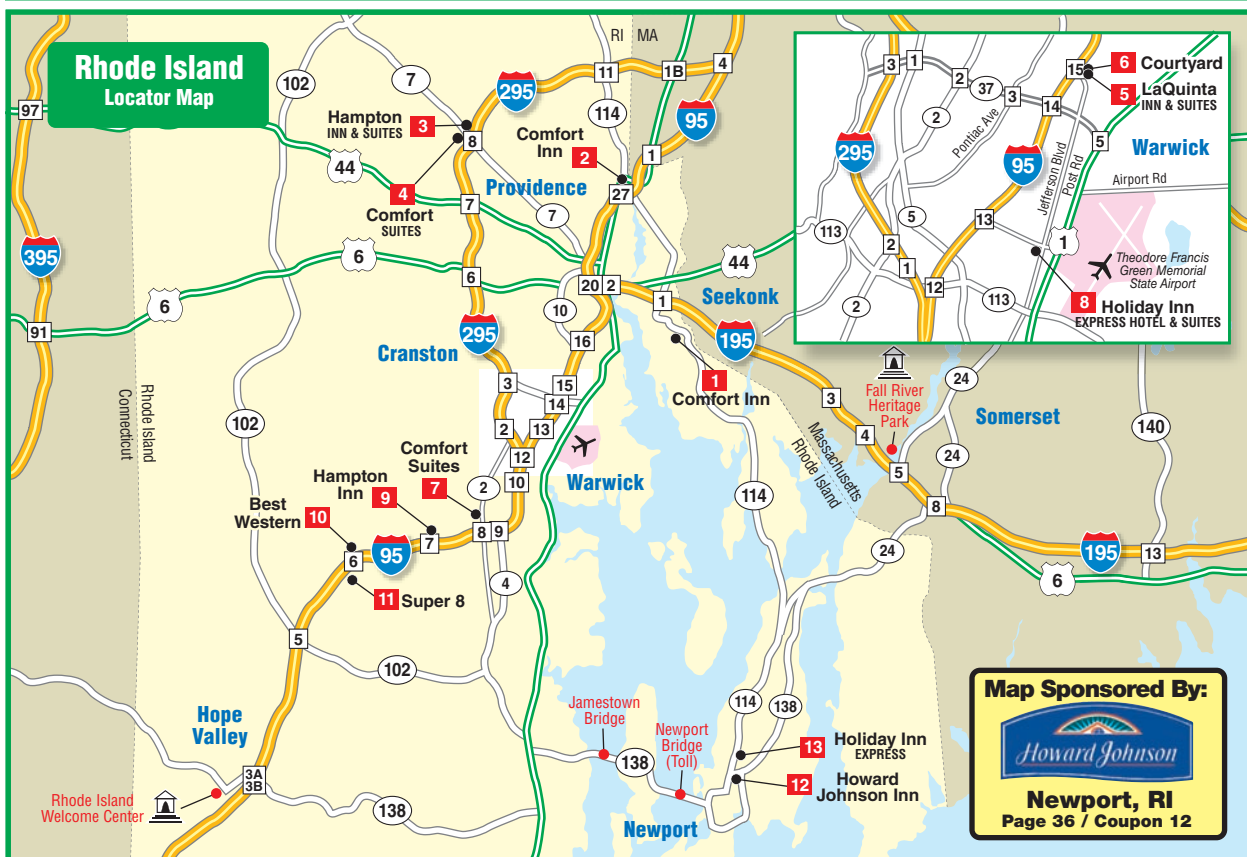 Rhode Island
Locator Map
RI
MA
102
7
11
1B
4
295
114
95
97
Hampton
INN & SUITES
3
8
Comfort
Inn
2
1
44
4
Comfort
SUITES
Providence
27
7
7
395
6
6
44
6
20
2
1
Seekonk
91
10
295
195
Cranston
16
1
Comfort Inn
3
15
14
3
24
Fall River
Heritage
Park
Somerset
Rhode Island
Connecticut
102
2
13
4
140
Massachusetts
Rhode Island
12
Warwick
5
24
Comfort
Suites
7
2
10
114
Hampton
Inn
9
Best
Western
10
8
9
8
7
6
95
24
195
13
6
11
Super 8
4
5
102
Hope
Valley
Jamestown
Bridge
Newport
Bridge
(Toll)
114
138
13
Holiday Inn
EXPRESS
138
12
Howard
Johnson Inn
3A
3B
Rhode Island
Welcome Center
138
Newport
3
1
2
37
3
15
6
Courtyard
5
LaQuinta
INN & SUITES
14
2
Pontiac Ave
5
295
95
Jefferson Blvd
Post Rd
Warwick
Airport Rd
5
13
113
2
1
1
Theodore Francis
Green Memorial
State Airport
12
113
2
8
Holiday Inn
EXPRESS HOTEL & SUITES
Map Sponsored By:
Howard Johnson
Newport, RI
Page 36 / Coupon 12